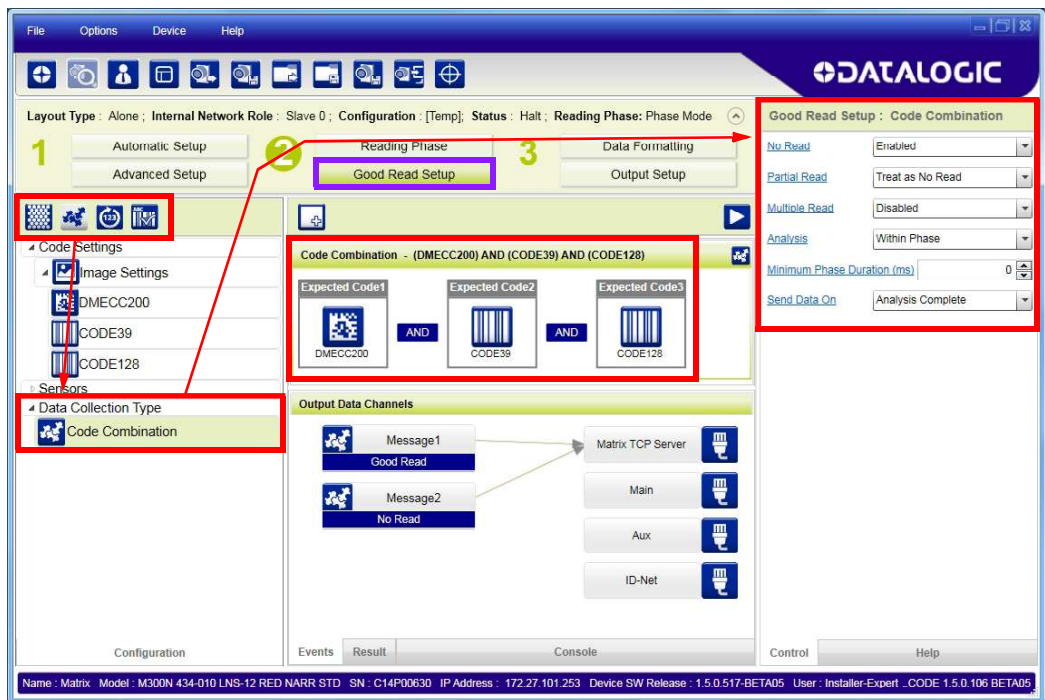 File Options Device Help
DATALOGIC
Layout Type : Alone ; Internal Network Role : Slave 0 ; Configuration : [Temp]; Status : Halt ; Reading Phase: Phase Mode
1 Automatic Setup 2 Reading Phase 3 Data Formatting
Advanced Setup Good Read Setup Output Setup
Code Settings
Image Settings
DMECC200
CODE39
CODE128
Sensors
Data Collection Type
Code Combination
Configuration
Code Combination - (DMECC200) AND (CODE39) AND (CODE128)
Expected Code1 Expected Code2 Expected Code3
AND AND
DMECC200 CODE39 CODE128
Output Data Channels
Message1
Good Read
Message2
No Read
Matrix TCP Server
Main
Aux
ID-Net
Events Result Console
Good Read Setup : Code Combination
No Read Enabled
Partial Read Treat as No Read
Multiple Read Disabled
Analysis Within Phase
Minimum Phase Duration (ms) 0
Send Data On Analysis Complete
Control Help
Name : Matrix Model : M300N 434-010 LNS-12 RED NARR STD SN : C14P00630 IP Address : 172.27.101.253 Device SW Release : 1.5.0.517-BETA05 User : Installer-Expert _CODE 1.5.0.106 BETA05